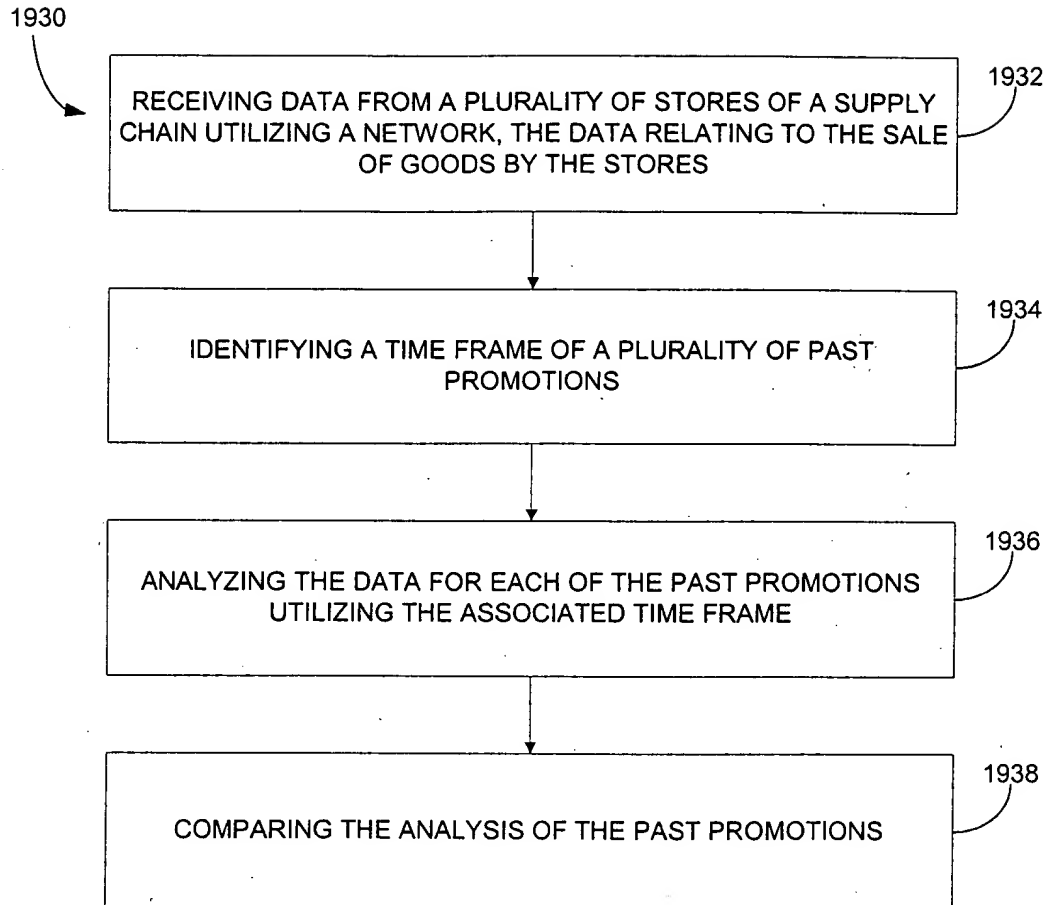 1930
1932
RECEIVING DATA FROM A PLURALITY OF STORES OF A SUPPLY
CHAIN UTILIZING A NETWORK, THE DATA RELATING TO THE SALE
OF GOODS BY THE STORES
1934
IDENTIFYING A TIME FRAME OF A PLURALITY OF PAST
PROMOTIONS
1936
ANALYZING THE DATA FOR EACH OF THE PAST PROMOTIONS
UTILIZING THE ASSOCIATED TIME FRAME
1938
COMPARING THE ANALYSIS OF THE PAST PROMOTIONS